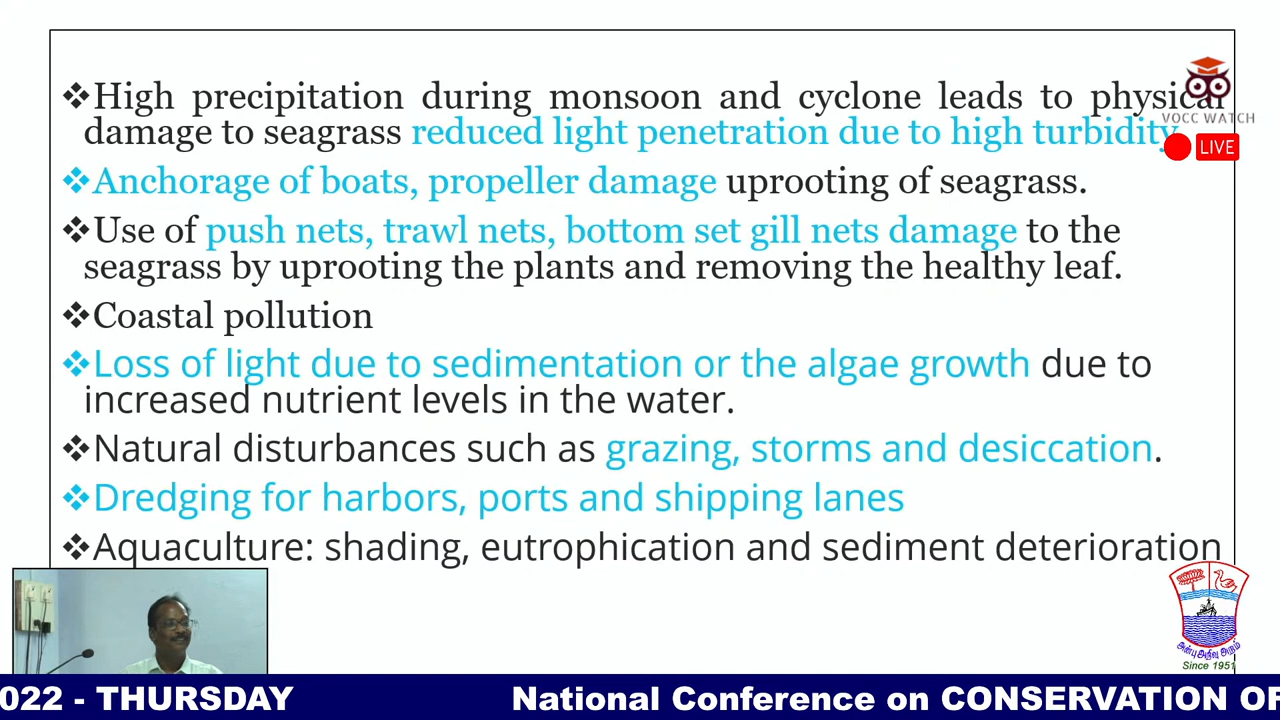 ❖High precipitation during monsoon and cyclone leads to physical
VOCC WATCH
damage to seagrass reduced light penetration due to high turbidity.
LIVE
❖Anchorage of boats, propeller damage uprooting of seagrass.
❖Use of push nets, trawl nets, bottom set gill nets damage to the
seagrass by uprooting the plants and removing the healthy leaf.
❖Coastal pollution
❖Loss of light due to sedimentation or the algae growth due to
increased nutrient levels in the water.
❖Natural disturbances such as grazing, storms and desiccation.
❖Dredging for harbors, ports and shipping lanes
❖Aquaculture: shading, eutrophication and sediment deterioration
அன்பு அறிவு அருள்
Since 1951
022 - THURSDAY National Conference on CONSERVATION OF